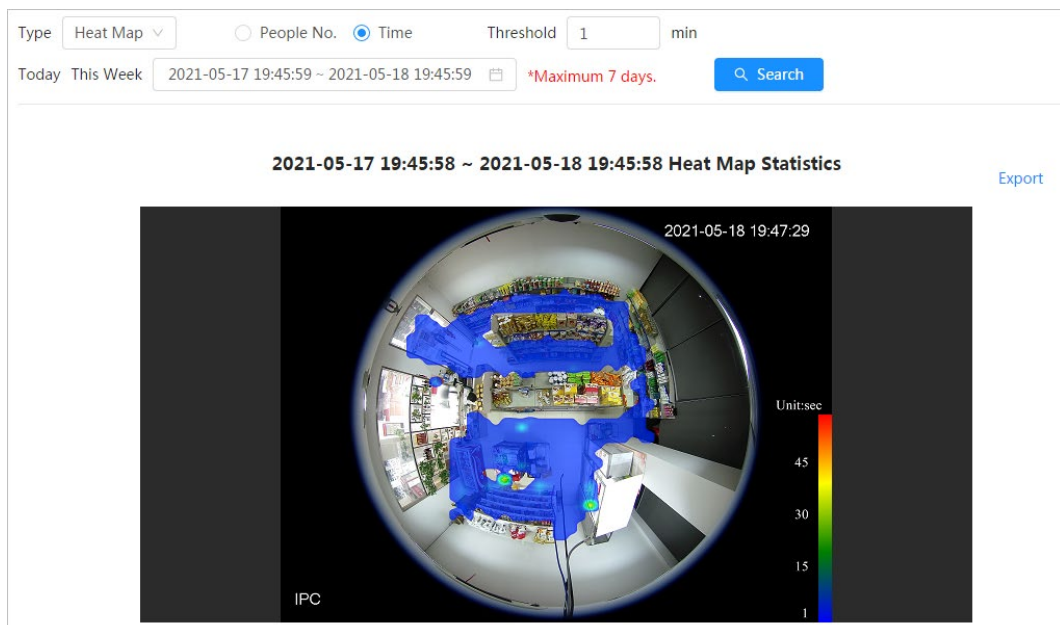 Type Heat Map People No. Time Threshold 1 min
Today This Week 2021-05-17 19:45:59 ~ 2021-05-18 19:45:59 *Maximum 7 days. Search
2021-05-17 19:45:58 ~ 2021-05-18 19:45:58 Heat Map Statistics
Export
2021-05-18 19:47:29
Unit:sec
45
30
15
1
IPC